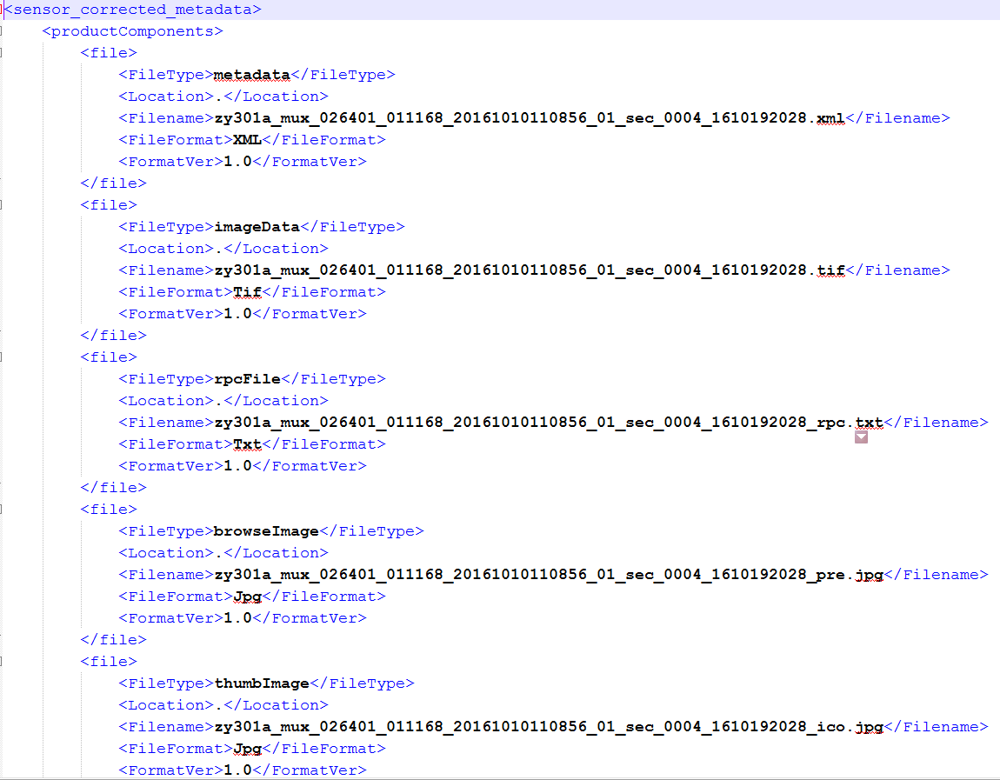 <sensor_corrected_metadata>
<productComponents>
<file>
<FileType>metadata</FileType>
<Location>.</Location>
<Filename>zy301a_mux_026401_011168_20161010110856_01_sec_0004_1610192028.xml</Filename>
<FileFormat>XML</FileFormat>
<FormatVer>1.0</FormatVer>
</file>
<file>
<FileType>imageData</FileType>
<Location>.</Location>
<Filename>zy301a_mux_026401_011168_20161010110856_01_sec_0004_1610192028.tif</Filename>
<FileFormat>Tif</FileFormat>
<FormatVer>1.0</FormatVer>
</file>
<file>
<FileType>rpcFile</FileType>
<Location>.</Location>
<Filename>zy301a_mux_026401_011168_20161010110856_01_sec_0004_1610192028_rpc.txt</Filename>
<FileFormat>Txt</FileFormat>
<FormatVer>1.0</FormatVer>
</file>
<file>
<FileType>browseImage</FileType>
<Location>.</Location>
<Filename>zy301a_mux_026401_011168_20161010110856_01_sec_0004_1610192028_pre.jpg</Filename>
<FileFormat>Jpg</FileFormat>
<FormatVer>1.0</FormatVer>
</file>
<file>
<FileType>thumbImage</FileType>
<Location>.</Location>
<Filename>zy301a_mux_026401_011168_20161010110856_01_sec_0004_1610192028_ico.jpg</Filename>
<FileFormat>Jpg</FileFormat>
<FormatVer>1.0</FormatVer>